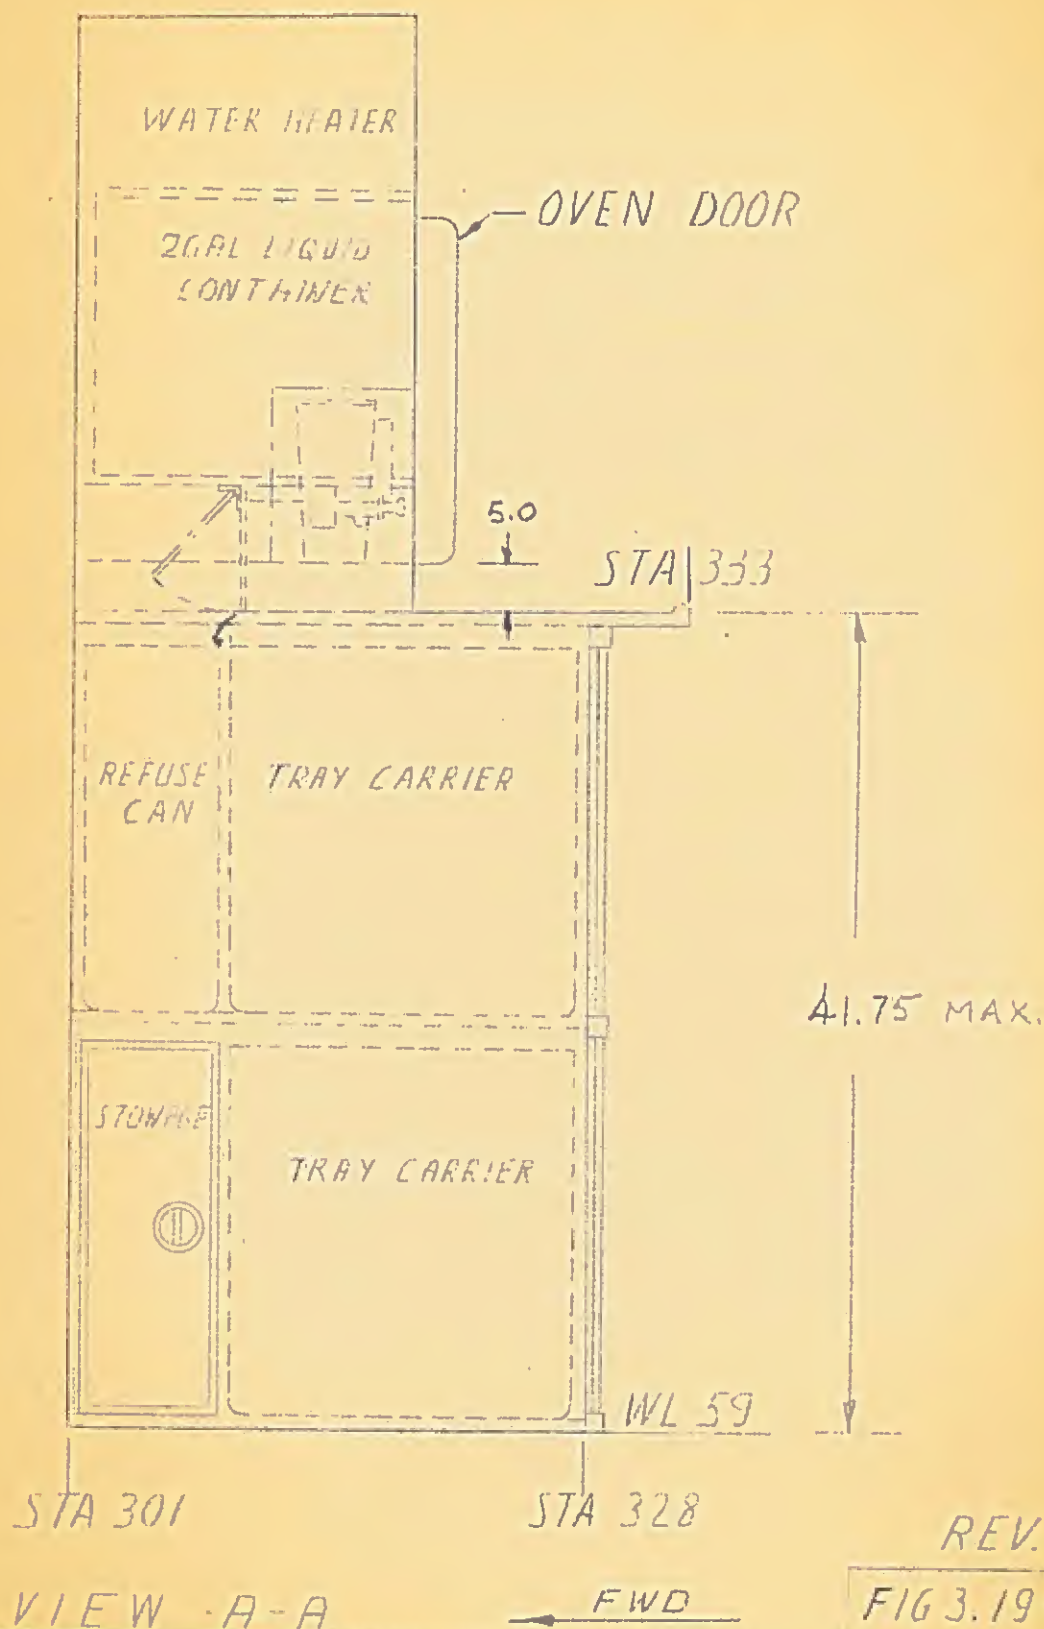 WATER HEATER
OVEN DOOR
2GAL LIQUID
CONTAINER
5.0
STA 333
REFUSE
CAN
TRAY CARRIER
41.75 MAX.
STOWAGE
TRAY CARRIER
WL 59
STA 301
STA 328
REV.
VIEW A-A
FWD
FIG 3.19